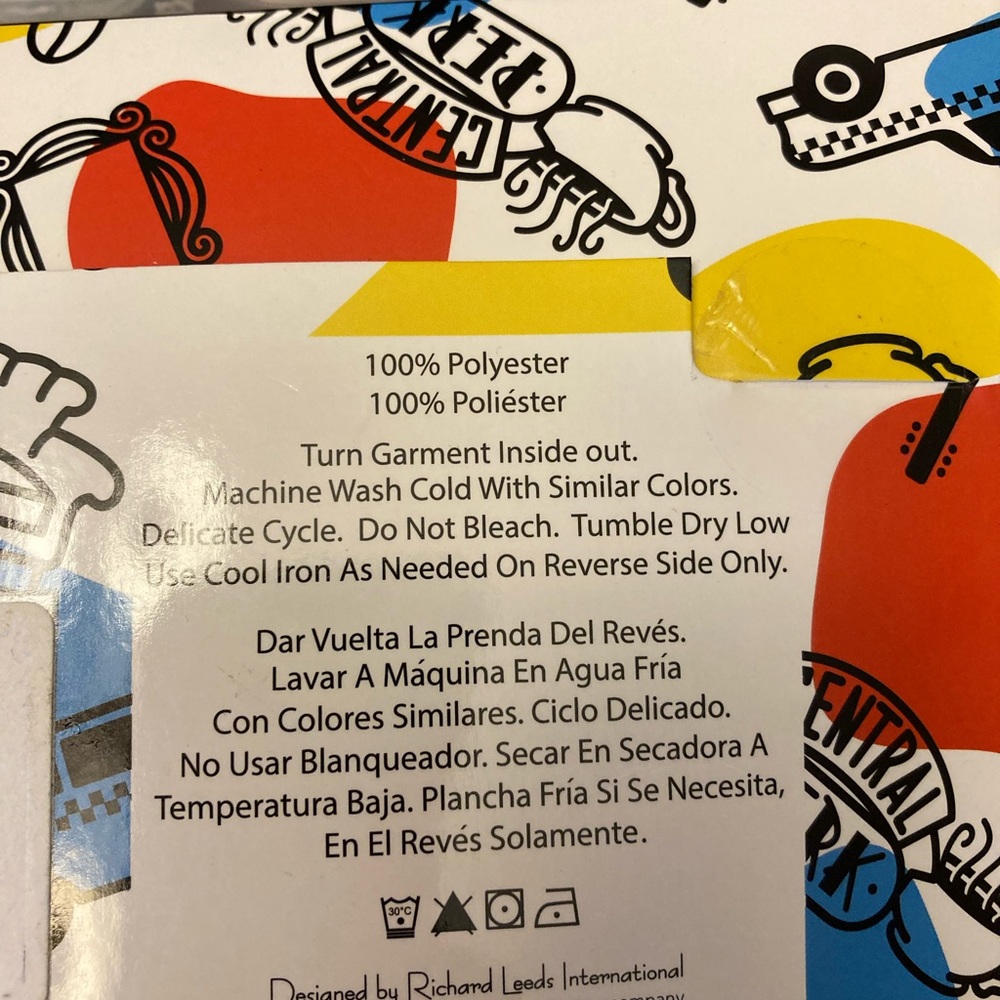 CENTRAL
PERK
100% Polyester
100% Poliéster
Turn Garment Inside out.
Machine Wash Cold With Similar Colors.
Delicate Cycle. Do Not Bleach. Tumble Dry Low
Use Cool Iron As Needed On Reverse Side Only.
Dar Vuelta La Prenda Del Revés.
Lavar A Máquina En Agua Fría
Con Colores Similares. Ciclo Delicado.
No Usar Blanqueador. Secar En Secadora A
Temperatura Baja. Plancha Fría Si Se Necesita,
En El Revés Solamente.
CENTRAL
ERK
30°C
Designed by Richard Leeds International